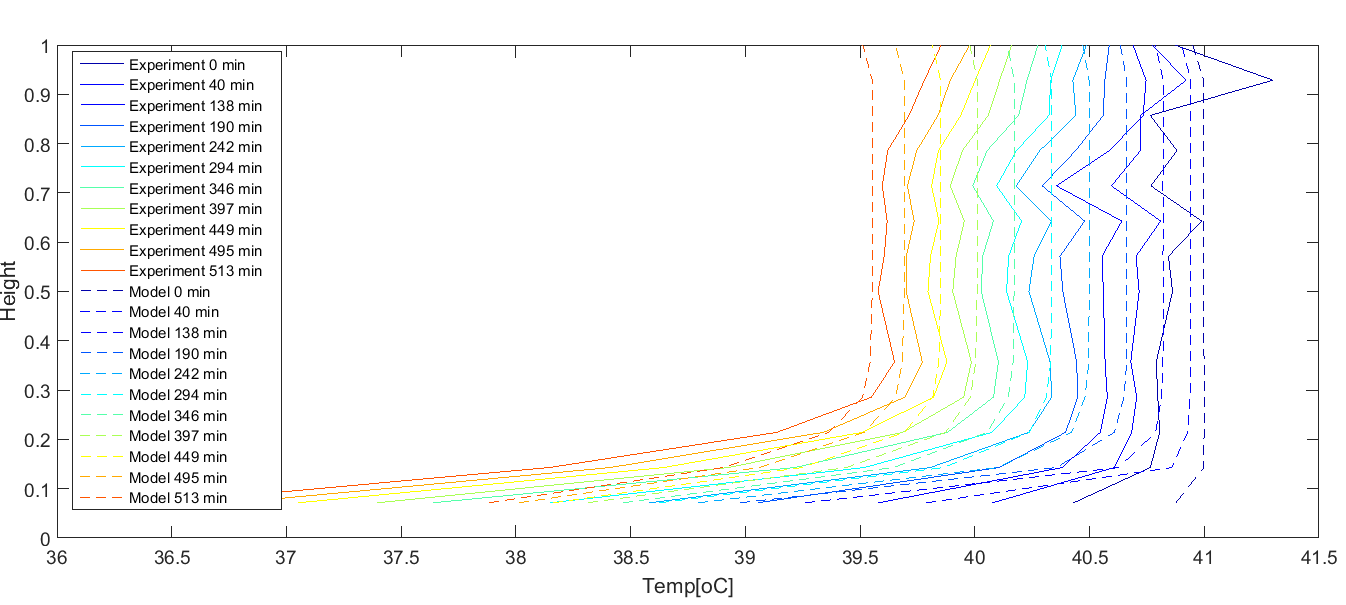 1
0.9
0.8
0.7
0.6
0.5
0.4
0.3
0.2
0.1
0
Height
Experiment 0 min
Experiment 40 min
Experiment 138 min
Experiment 190 min
Experiment 242 min
Experiment 294 min
Experiment 346 min
Experiment 397 min
Experiment 449 min
Experiment 495 min
Experiment 513 min
Model 0 min
Model 40 min
Model 138 min
Model 190 min
Model 242 min
Model 294 min
Model 346 min
Model 397 min
Model 449 min
Model 495 min
Model 513 min
36 36.5 37 37.5 38 38.5 39 39.5 40 40.5 41 41.5
Temp[oC]